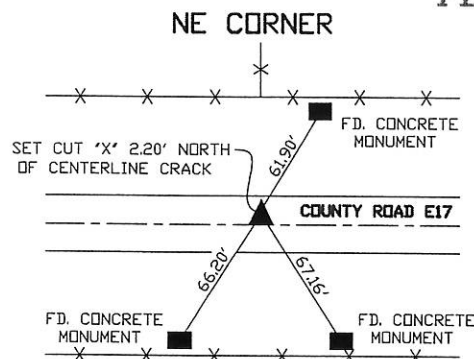 NE CORNER
FD. CONCRETE
MONUMENT
SET CUT "X" 2.20' NORTH
OF CENTERLINE CRACK
61.90'
COUNTY ROAD E17
66.20'
67.16'
FD. CONCRETE
MONUMENT
FD. CONCRETE
MONUMENT